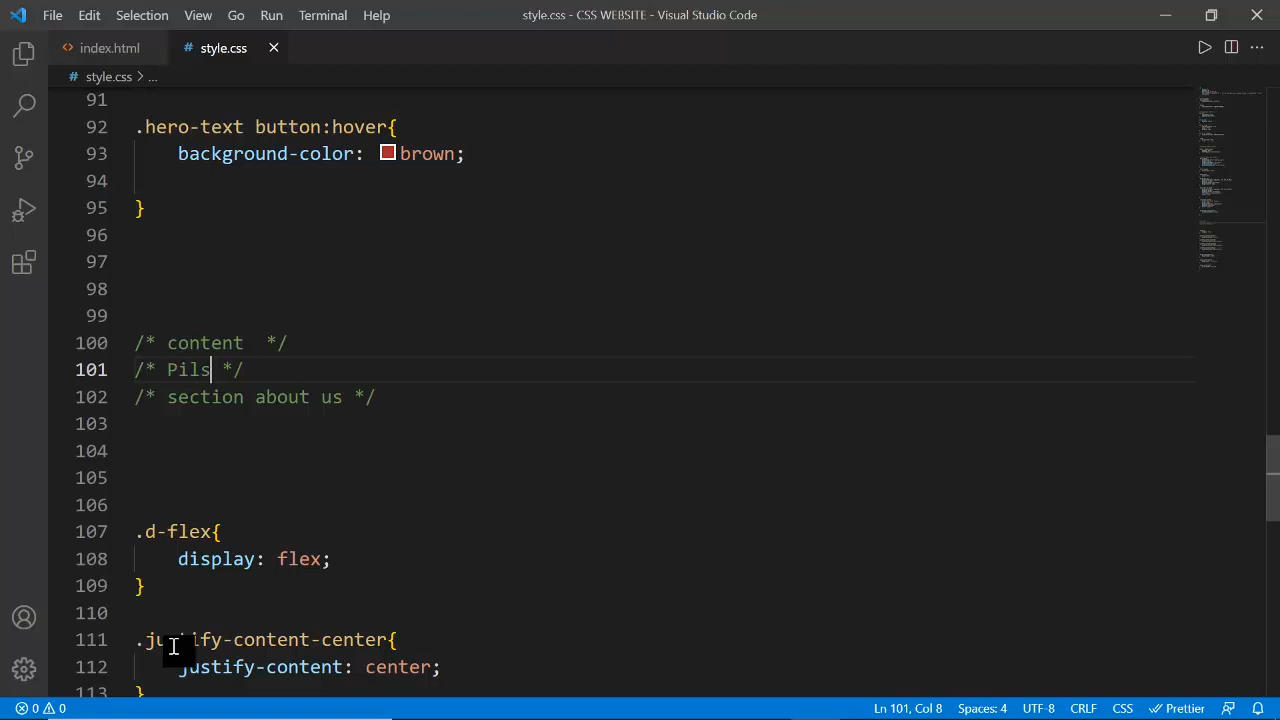 File Edit Selection View Go Run Terminal Help style.css - CSS WEBSITE - Visual Studio Code
index.html # style.css
# style.css > ...
91
92 .hero-text button:hover{
93 background-color: brown;
94
95 }
96
97
98
99
100 /* content  */
101 /* Pils */
102 /* section about us */
103
104
105
106
107 .d-flex{
108 display: flex;
109 }
110
111 .justify-content-center{
112 justify-content: center;
113 }
0 0 Ln 101, Col 8 Spaces: 4 UTF-8 CRLF CSS Prettier